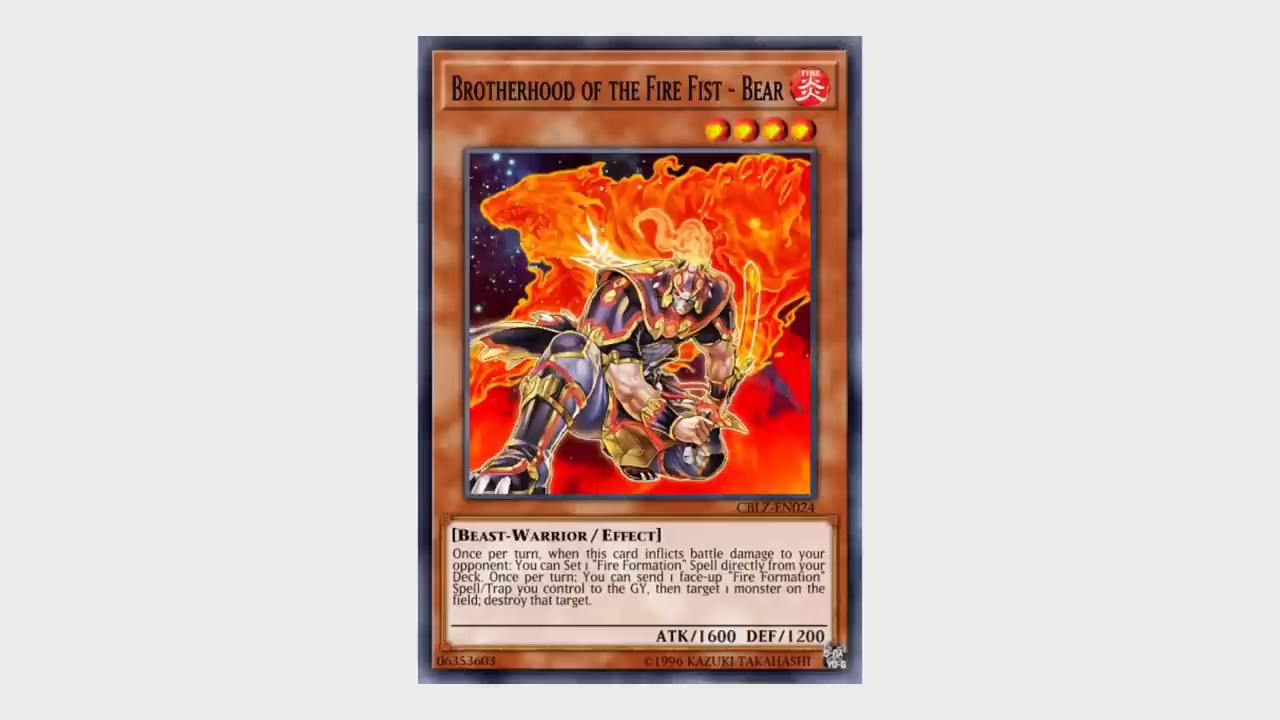 BROTHERHOOD OF THE FIRE FIST - BEAR
FIRE
炎
CBLZ-EN024
[BEAST-WARRIOR / EFFECT]
Once per turn, when this card inflicts battle damage to your
opponent: You can Set 1 "Fire Formation" Spell directly from your
Deck. Once per turn: You can send 1 face-up "Fire Formation"
Spell/Trap you control to the GY, then target 1 monster on the
field; destroy that target.
ATK/1600 DEF/1200
06353603
©1996 KAZUKI TAKAHASHI